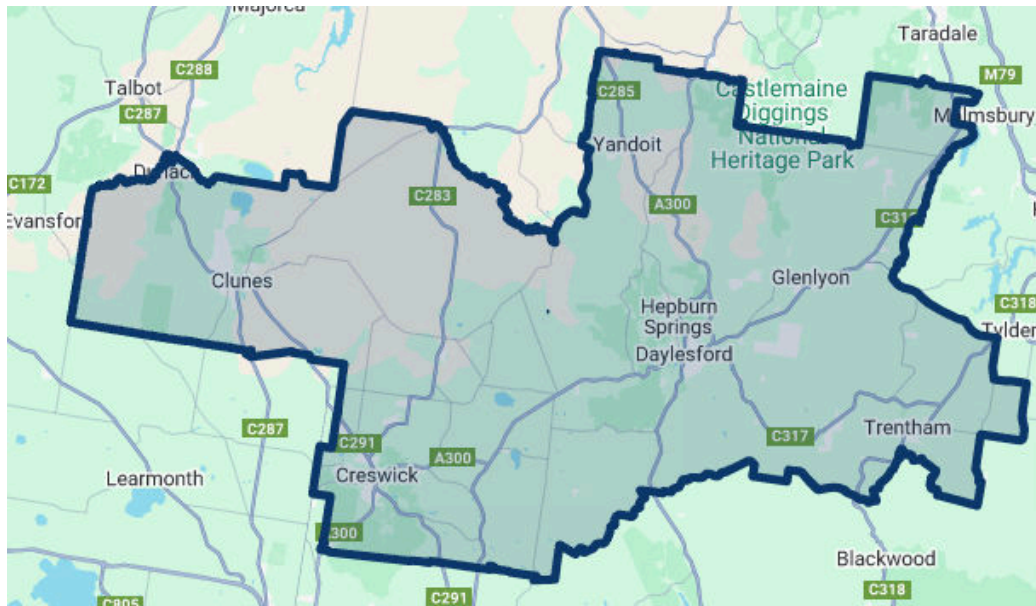 Majorca
Taradale
C288
M79
Talbot
C285
Castlemaine
Diggings
National
Heritage Park
C287
Malmsbury
Yandoit
C172
C283
A300
Evansford
C31
Clunes
Glenlyon
Hepburn
Springs
C318
Tylden
Daylesford
C287
C291
C317
Trentham
A300
Learmonth
Creswick
A300
Blackwood
C291
C318
C805